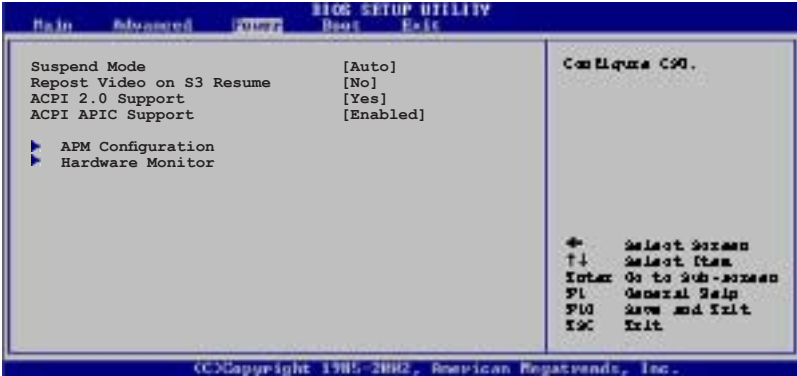 BIOS SETUP UTILITY
Main Advanced Power Boot Exit
Suspend Mode [Auto]
Repost Video on S3 Resume [No]
ACPI 2.0 Support [Yes]
ACPI APIC Support [Enabled]
APM Configuration
Hardware Monitor
Configure
Select Screen
↑↓ Select Item
Enter Go to Sub-screen
F1 General Help
F10 Save and Exit
ESC Exit
(C)Copyright 1985-2002, American Megatrends, Inc.